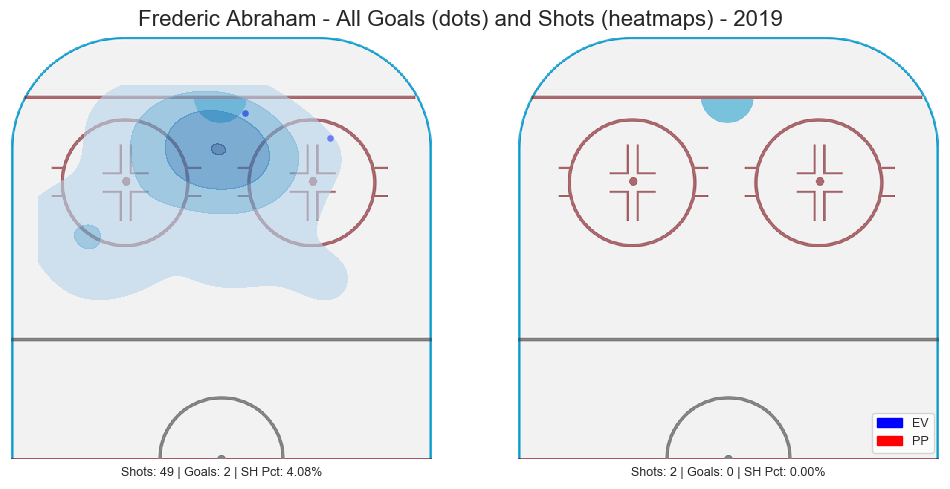 Frederic Abraham - All Goals (dots) and Shots (heatmaps) - 2019
EV
PP
Shots: 49 | Goals: 2 | SH Pct: 4.08%
Shots: 2 | Goals: 0 | SH Pct: 0.00%